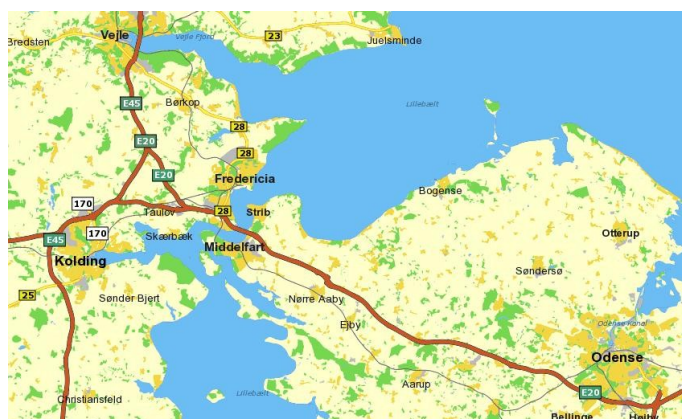 Vejle
Bredsten
Vejle Fjord
23
Juelsminde
E45
Børkop
Lillebælt
28
E20
28
E20
Fredericia
Bogense
170
Taulov
28
Strib
170
Skærbæk
E45
Middelfart
Otterup
Kolding
Søndersø
25
Sønder Bjert
Nørre Aaby
Ejby
Odense Kanal
Odense
Christiansfeld
Lillebælt
Aarup
E20
Bellinge
Højby